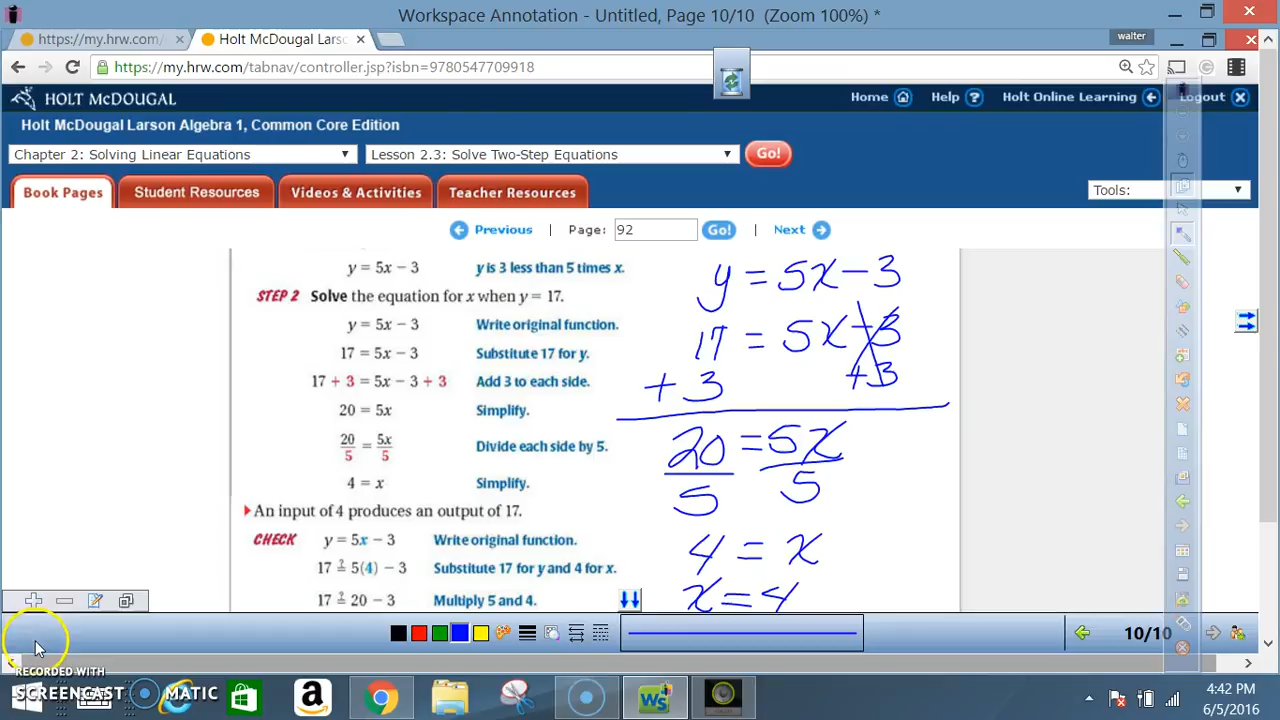 Workspace Annotation - Untitled, Page 10/10 (Zoom 100%) *
https://my.hrw.com/
Holt McDougal Lars
walter
https://my.hrw.com/tabnav/controller.jsp?isbn=9780547709918
HOLT McDOUGAL
Home
Help ?
Holt Online Learning
Logout X
Holt McDougal Larson Algebra 1, Common Core Edition
Chapter 2: Solving Linear Equations
Lesson 2.3: Solve Two-Step Equations
Go!
Book Pages
Student Resources
Videos & Activities
Teacher Resources
Tools:
Previous | Page: 92 Go! | Next
y = 5x − 3 y is 3 less than 5 times x.
STEP 2 Solve the equation for x when y = 17.
y = 5x − 3 Write original function.
17 = 5x − 3 Substitute 17 for y.
17 + 3 = 5x − 3 + 3 Add 3 to each side.
20 = 5x Simplify.
20/5 = 5x/5 Divide each side by 5.
4 = x Simplify.
An input of 4 produces an output of 17.
CHECK y = 5x − 3 Write original function.
17 ≟ 5(4) − 3 Substitute 17 for y and 4 for x.
17 ≟ 20 − 3 Multiply 5 and 4.
y = 5x − 3
17 = 5x − 3
+ 3 + 3
20 = 5x
5 5
4 = x
x = 4
10/10
RECORDED WITH
SCREENCAST MATIC
WS
4:42 PM
6/5/2016